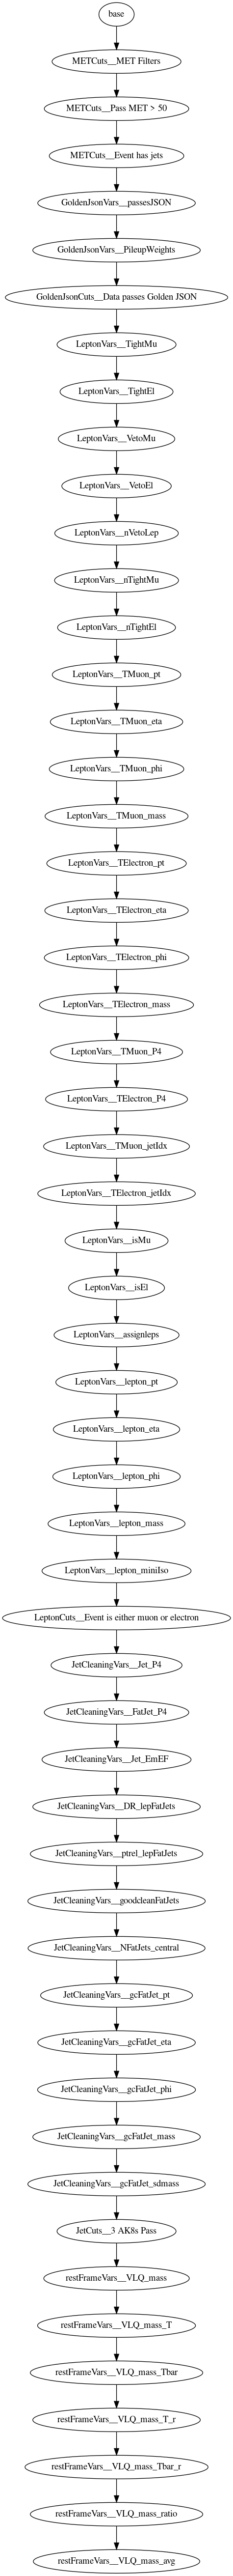 base
METCuts__MET Filters
METCuts__Pass MET > 50
METCuts__Event has jets
GoldenJsonVars__passesJSON
GoldenJsonVars__PileupWeights
GoldenJsonCuts__Data passes Golden JSON
LeptonVars__TightMu
LeptonVars__TightEl
LeptonVars__VetoMu
LeptonVars__VetoEl
LeptonVars__nVetoLep
LeptonVars__nTightMu
LeptonVars__nTightEl
LeptonVars__TMuon_pt
LeptonVars__TMuon_eta
LeptonVars__TMuon_phi
LeptonVars__TMuon_mass
LeptonVars__TElectron_pt
LeptonVars__TElectron_eta
LeptonVars__TElectron_phi
LeptonVars__TElectron_mass
LeptonVars__TMuon_P4
LeptonVars__TElectron_P4
LeptonVars__TMuon_jetIdx
LeptonVars__TElectron_jetIdx
LeptonVars__isMu
LeptonVars__isEl
LeptonVars__assignleps
LeptonVars__lepton_pt
LeptonVars__lepton_eta
LeptonVars__lepton_phi
LeptonVars__lepton_mass
LeptonVars__lepton_miniIso
LeptonCuts__Event is either muon or electron
JetCleaningVars__Jet_P4
JetCleaningVars__FatJet_P4
JetCleaningVars__Jet_EmEF
JetCleaningVars__DR_lepFatJets
JetCleaningVars__ptrel_lepFatJets
JetCleaningVars__goodcleanFatJets
JetCleaningVars__NFatJets_central
JetCleaningVars__gcFatJet_pt
JetCleaningVars__gcFatJet_eta
JetCleaningVars__gcFatJet_phi
JetCleaningVars__gcFatJet_mass
JetCleaningVars__gcFatJet_sdmass
JetCuts__3 AK8s Pass
restFrameVars__VLQ_mass
restFrameVars__VLQ_mass_T
restFrameVars__VLQ_mass_Tbar
restFrameVars__VLQ_mass_T_r
restFrameVars__VLQ_mass_Tbar_r
restFrameVars__VLQ_mass_ratio
restFrameVars__VLQ_mass_avg